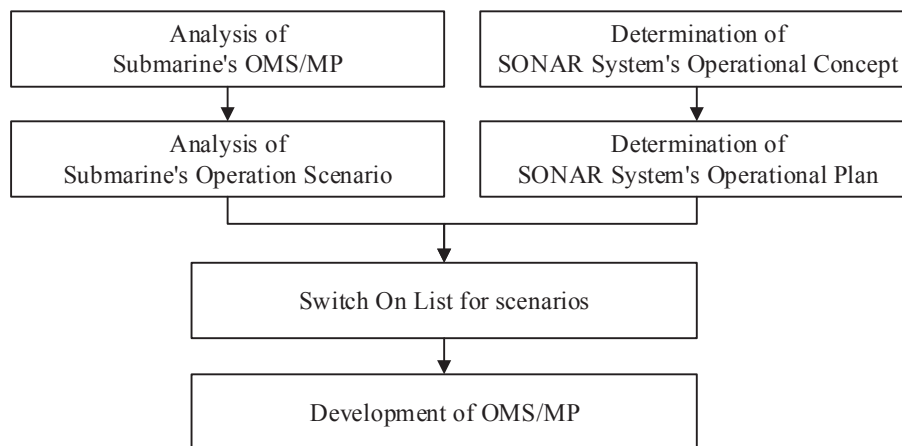 Analysis of
Submarine's OMS/MP
Determination of
SONAR System's Operational Concept
Analysis of
Submarine's Operation Scenario
Determination of
SONAR System's Operational Plan
Switch On List for scenarios
Development of OMS/MP